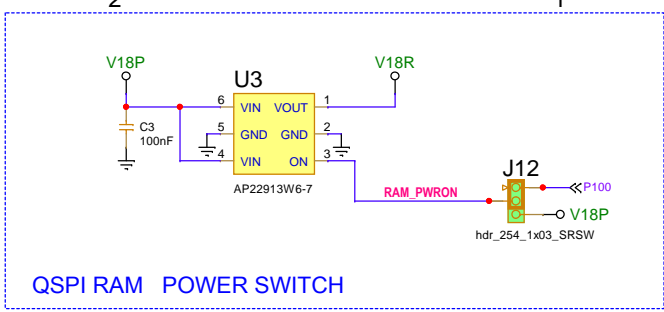 2 1
V18P
U3
V18R
6 VIN VOUT 1
C3
100nF
5 GND GND 2
4 VIN ON 3
AP22913W6-7
RAM_PWRON
J12
P100
V18P
hdr_254_1x03_SRSW
QSPI RAM POWER SWITCH